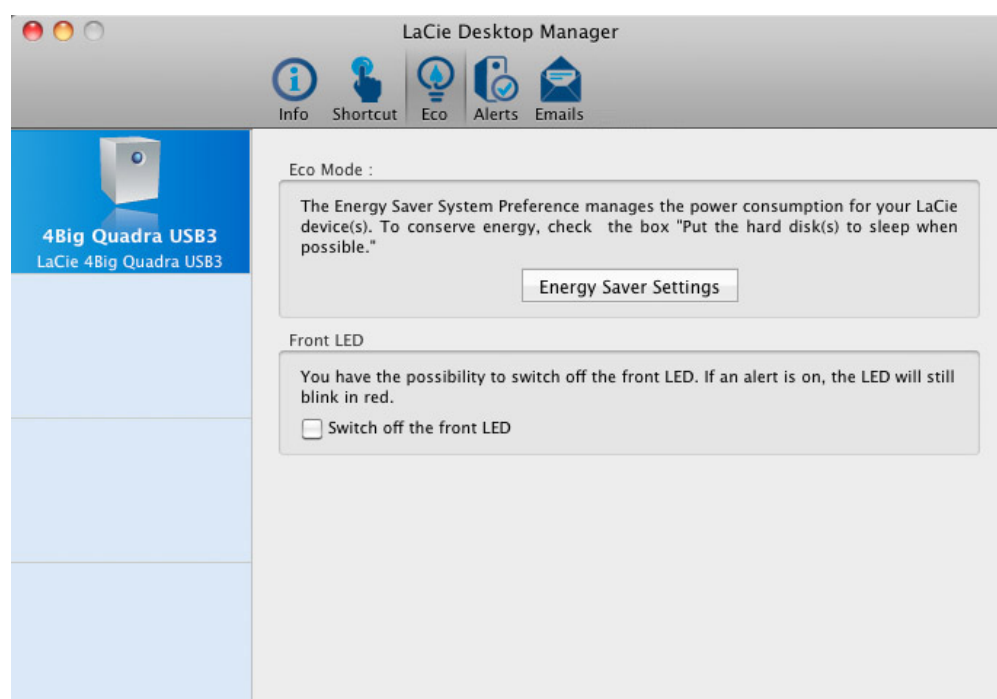 LaCie Desktop Manager
Info
Shortcut
Eco
Alerts
Emails
4Big Quadra USB3
LaCie 4Big Quadra USB3
Eco Mode :
The Energy Saver System Preference manages the power consumption for your LaCie
device(s). To conserve energy, check the box "Put the hard disk(s) to sleep when
possible."
Energy Saver Settings
Front LED
You have the possibility to switch off the front LED. If an alert is on, the LED will still
blink in red.
Switch off the front LED